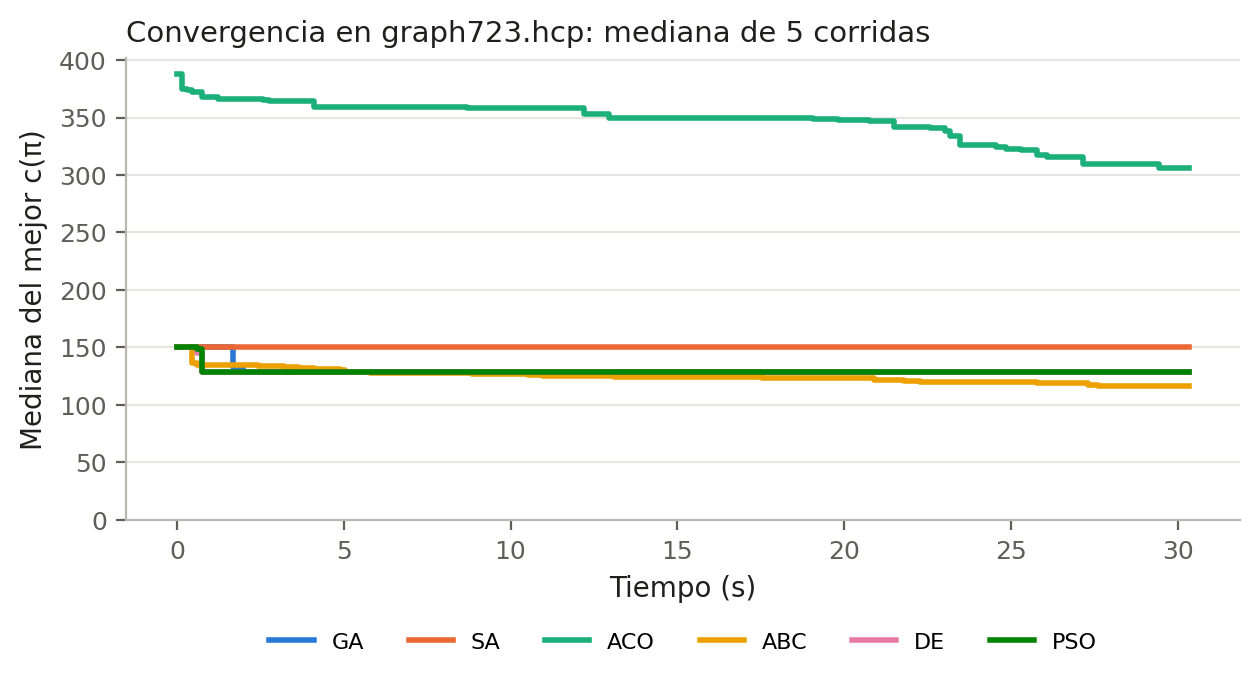 Convergencia en graph723.hcp: mediana de 5 corridas
Mediana del mejor c(π)
400
350
300
250
200
150
100
50
0
0 5 10 15 20 25 30
Tiempo (s)
GA SA ACO ABC DE PSO